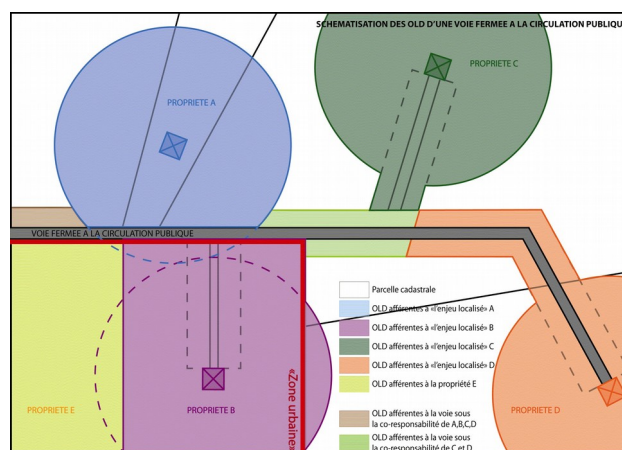 SCHEMATISATION DES OLD D'UNE VOIE FERMEE A LA CIRCULATION PUBLIQU
PROPRIETE C
PROPRIETE A
VOIE FERMEE A LA CIRCULATION PUBLIQUE
Parcelle cadastrale
OLD afférentes à «l'enjeu localisé» A
OLD afférentes à «l'enjeu localisé» B
OLD afférentes à «l'enjeu localisé» C
OLD afférentes à «l'enjeu localisé» D
OLD afférentes à la propriété E
«Zone urbaine»
PROPRIETE E
PROPRIETE B
PROPRIETE D
OLD afférentes à la voie sous
la co-responsabilité de A,B,C,D
OLD afférentes à la voie sous
la co-responsabilité de C et D